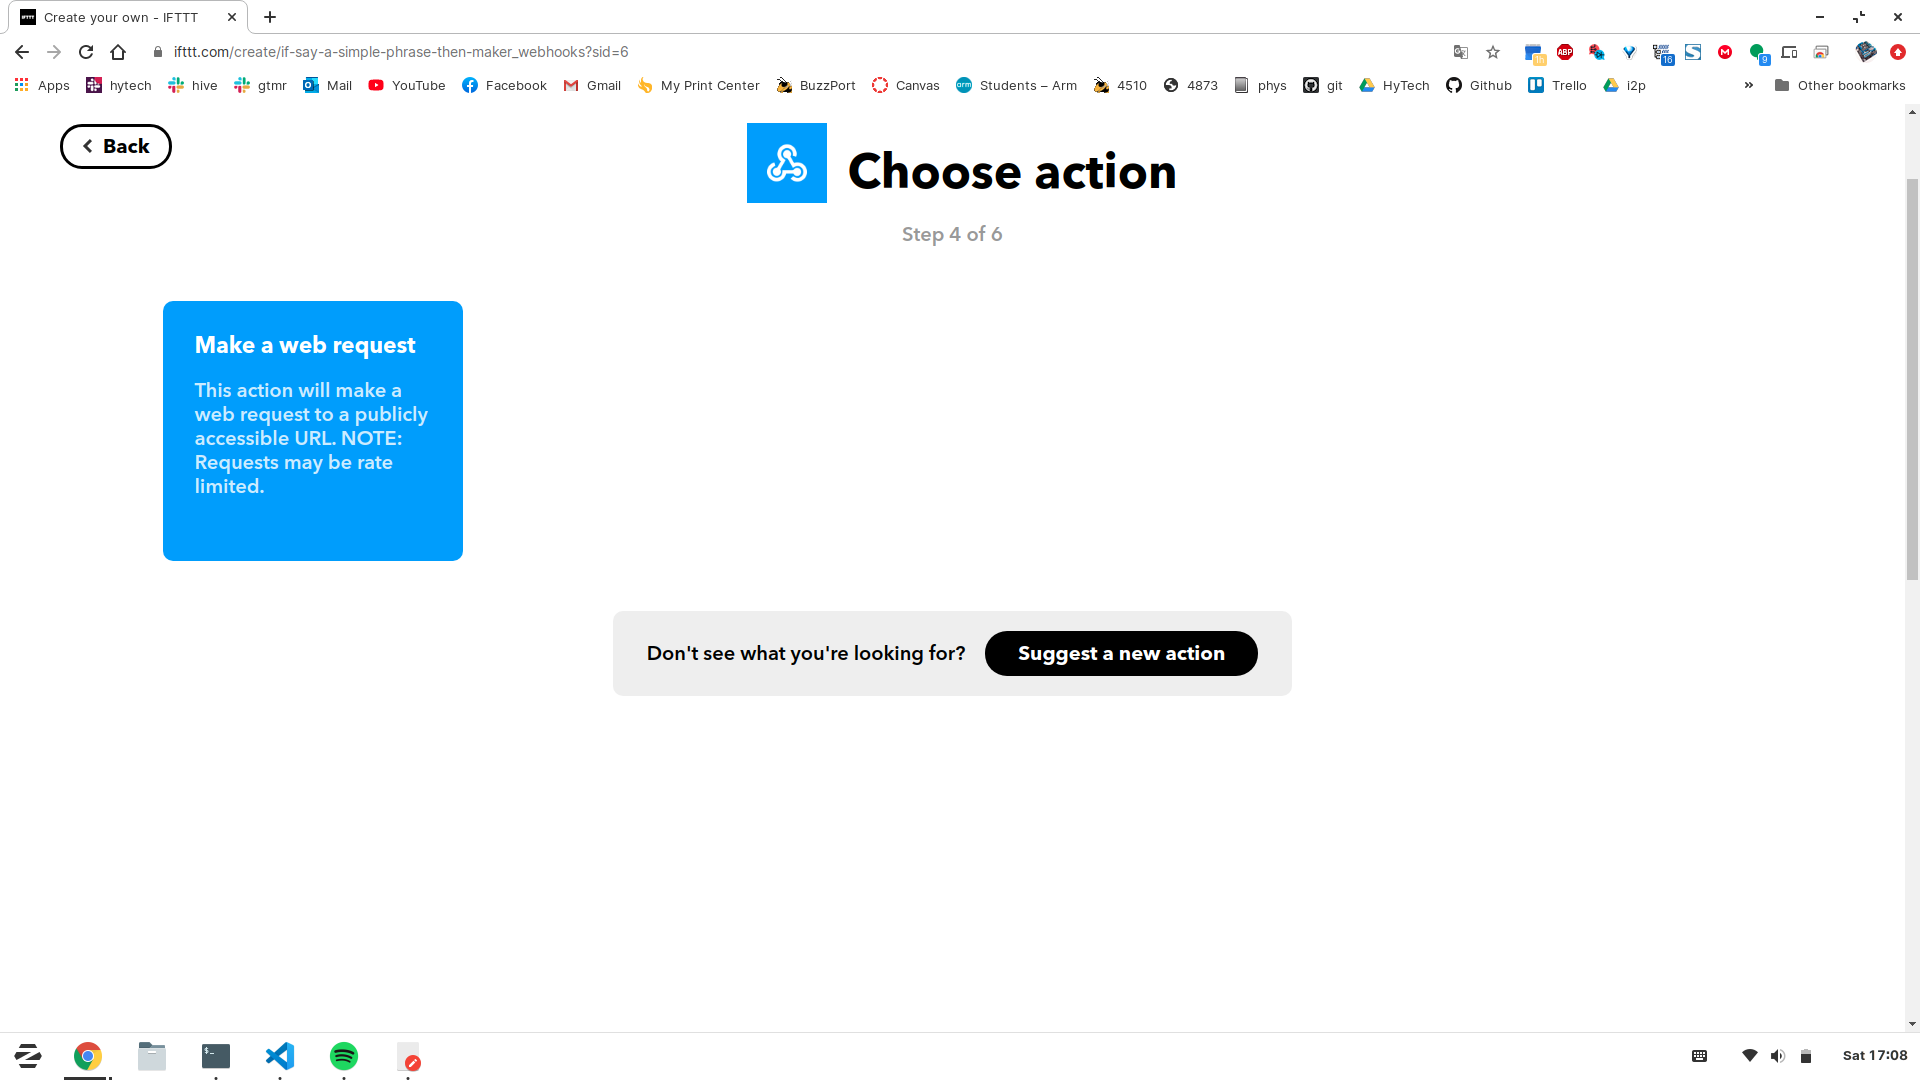 Create your own - IFTTT
ifttt.com/create/if-say-a-simple-phrase-then-maker_webhooks?sid=6
Apps hytech hive gtmr Mail YouTube Facebook Gmail My Print Center BuzzPort Canvas Students – Arm 4510 4873 phys git HyTech Github Trello i2p » Other bookmarks
Back
Choose action
Step 4 of 6
Make a web request
This action will make a
web request to a publicly
accessible URL. NOTE:
Requests may be rate
limited.
Don't see what you're looking for? Suggest a new action
Sat 17:08